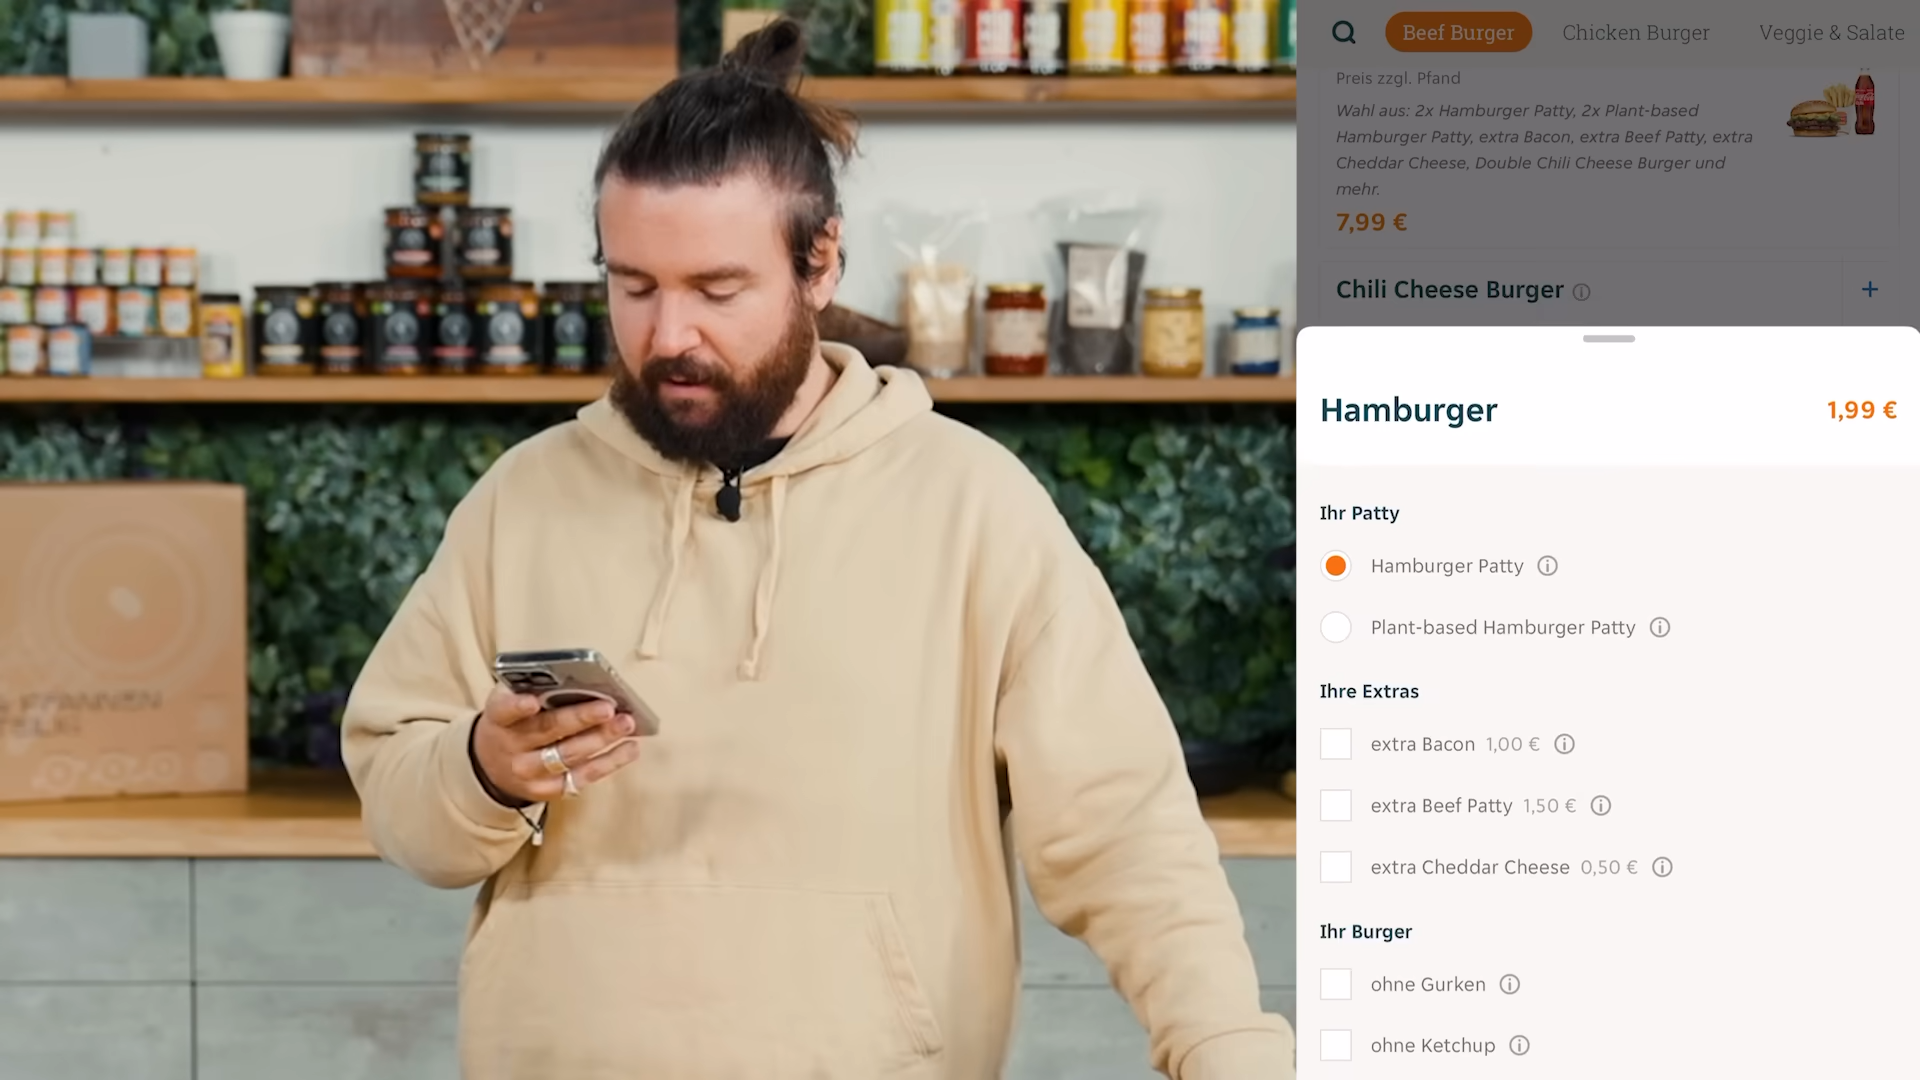 Beef Burger
Chicken Burger
Veggie & Salate
Preis zzgl. Pfand
Wahl aus: 2x Hamburger Patty, 2x Plant-based
Hamburger Patty, extra Bacon, extra Beef Patty, extra
Cheddar Cheese, Double Chili Cheese Burger und
mehr.
7,99 €
Chili Cheese Burger
+
Hamburger
1,99 €
Ihr Patty
Hamburger Patty
Plant-based Hamburger Patty
Ihre Extras
extra Bacon 1,00 €
extra Beef Patty 1,50 €
extra Cheddar Cheese 0,50 €
Ihr Burger
ohne Gurken
ohne Ketchup